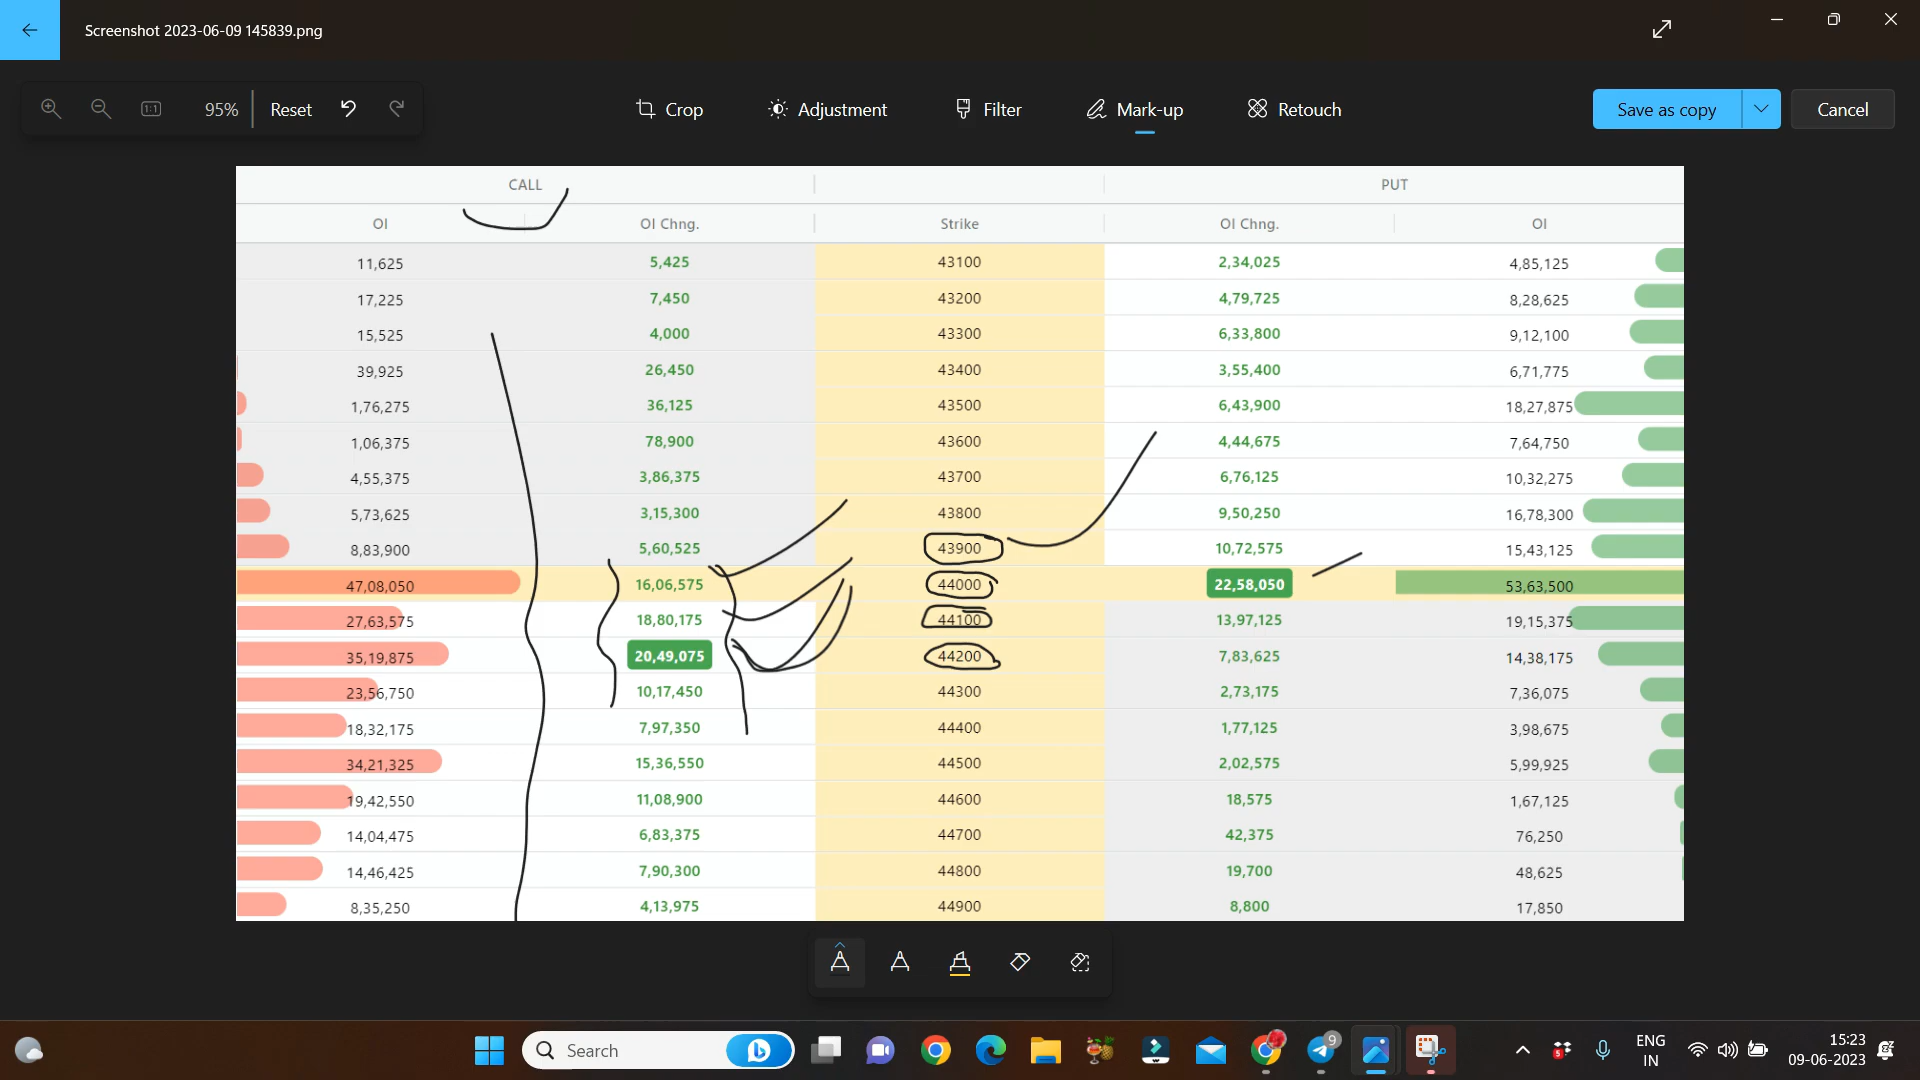 Screenshot 2023-06-09 145839.png
1:1 95% Reset Crop Adjustment Filter Mark-up Retouch Save as copy Cancel
CALL PUT
OI OI Chng. Strike OI Chng. OI
11,625 5,425 43100 2,34,025 4,85,125
17,225 7,450 43200 4,79,725 8,28,625
15,525 4,000 43300 6,33,800 9,12,100
39,925 26,450 43400 3,55,400 6,71,775
1,76,275 36,125 43500 6,43,900 18,27,875
1,06,375 78,900 43600 4,44,675 7,64,750
4,55,375 3,86,375 43700 6,76,125 10,32,275
5,73,625 3,15,300 43800 9,50,250 16,78,300
8,83,900 5,60,525 43900 10,72,575 15,43,125
47,08,050 16,06,575 44000 22,58,050 53,63,500
27,63,575 18,80,175 44100 13,97,125 19,15,375
35,19,875 20,49,075 44200 7,83,625 14,38,175
23,56,750 10,17,450 44300 2,73,175 7,36,075
18,32,175 7,97,350 44400 1,77,125 3,98,675
34,21,325 15,36,550 44500 2,02,575 5,99,925
19,42,550 11,08,900 44600 18,575 1,67,125
14,04,475 6,83,375 44700 42,375 76,250
14,46,425 7,90,300 44800 19,700 48,625
8,35,250 4,13,975 44900 8,800 17,850
Search 9 5 ENG 15:23
IN 09-06-2023